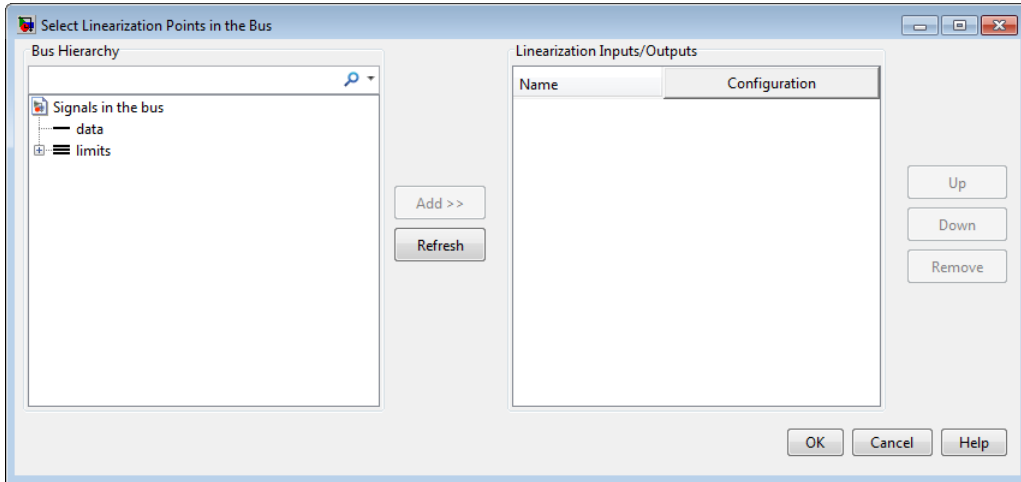 Select Linearization Points in the Bus
Bus Hierarchy
Signals in the bus
data
limits
Add >>
Refresh
Linearization Inputs/Outputs
Name Configuration
Up
Down
Remove
OK Cancel Help